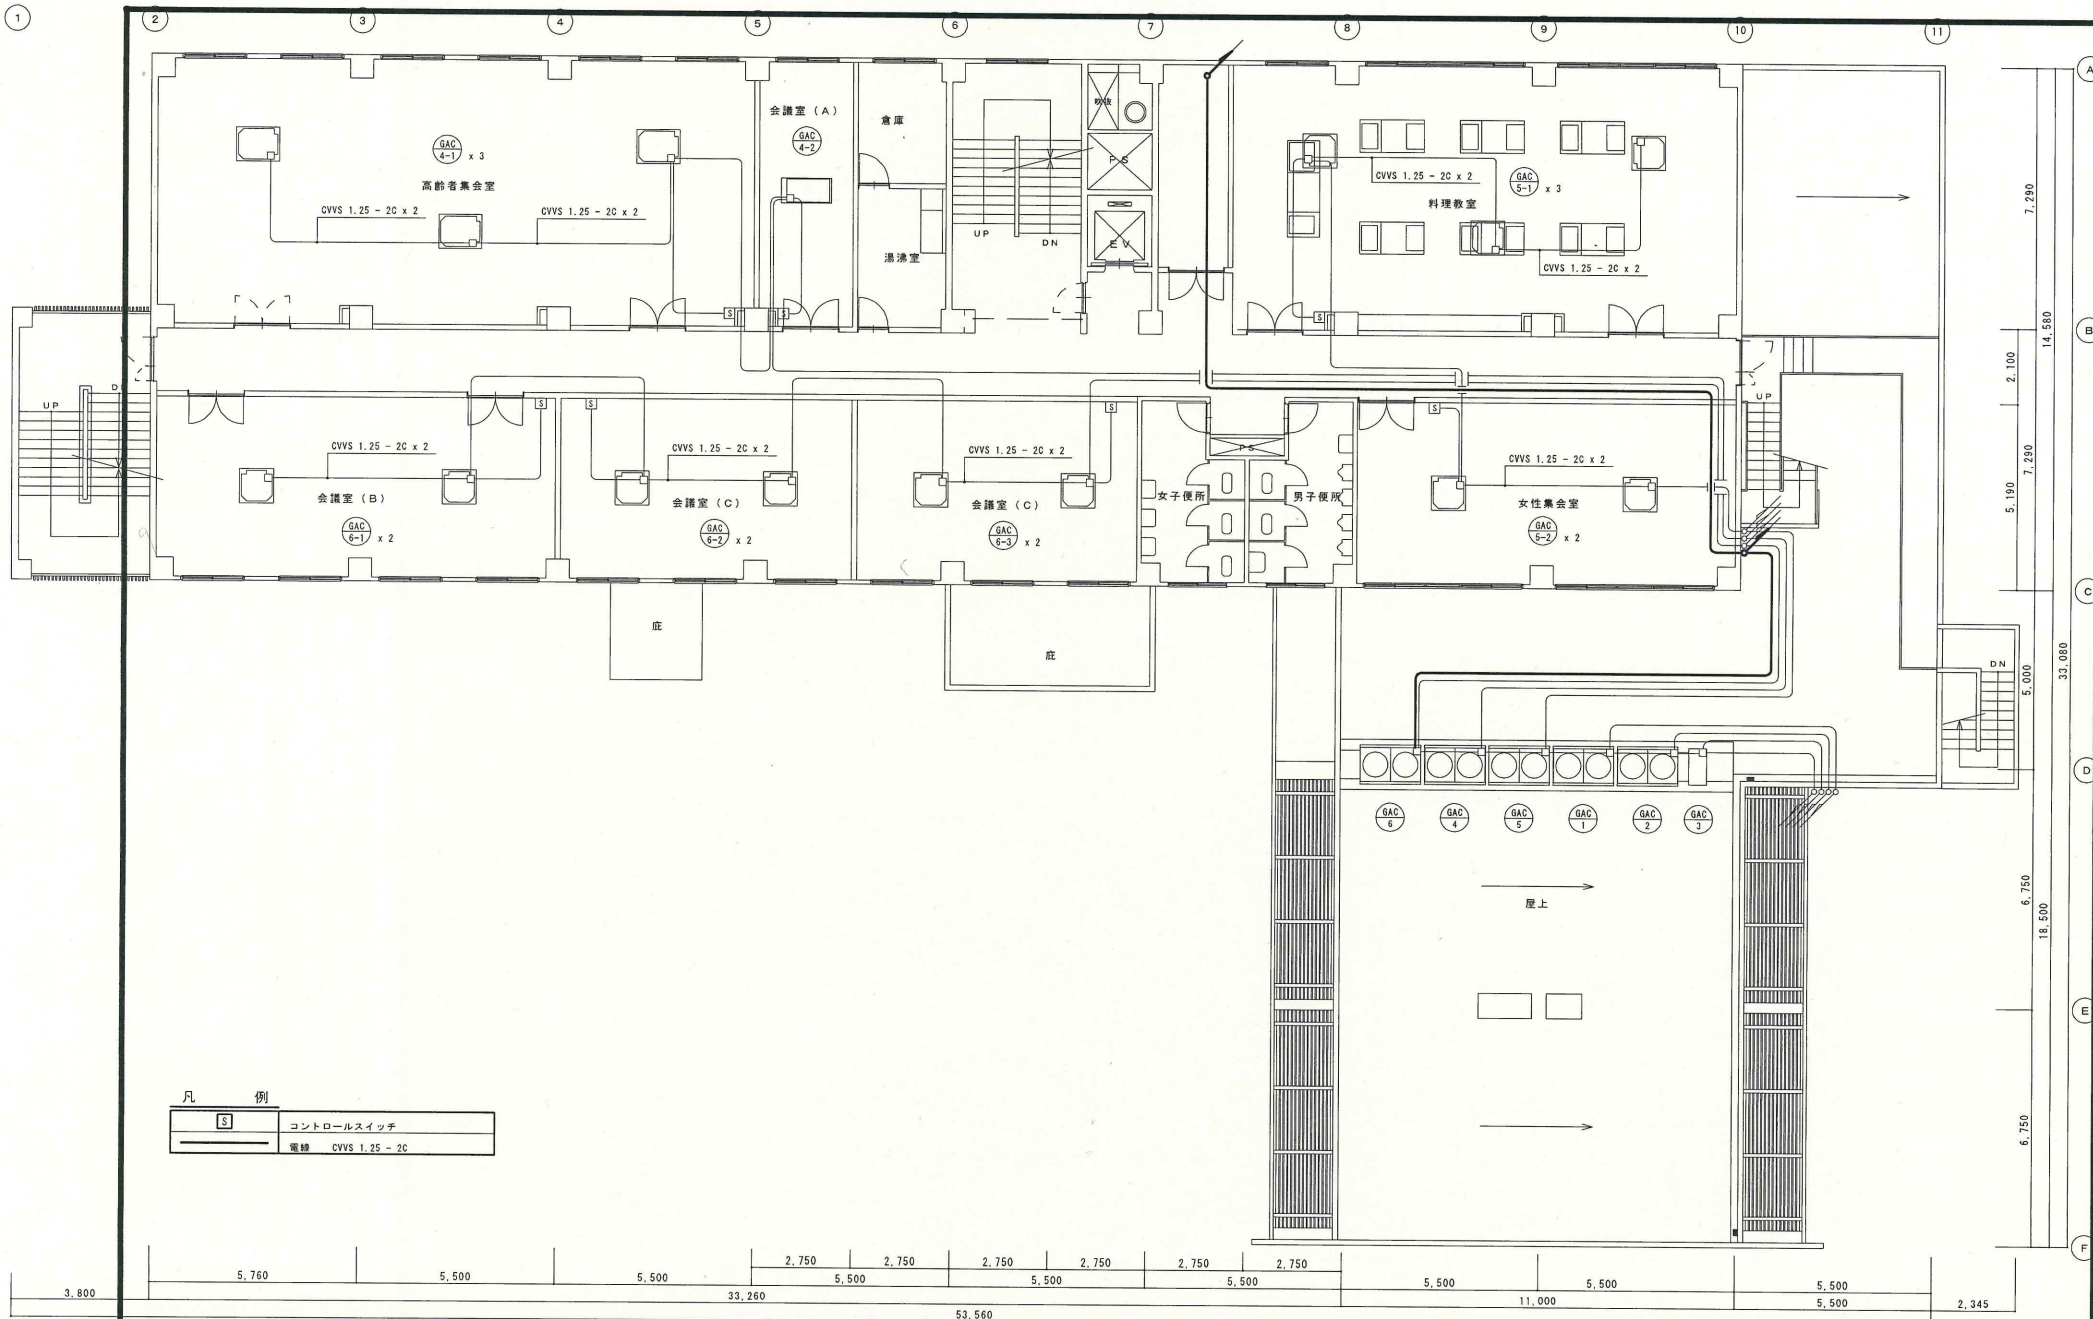 1
2
3
4
5
6
7
8
9
10
11
A
B
C
D
E
F
会議室 (A)
GAC
4-2
倉庫
吹抜
PS
EV
湯沸室
UP
DN
GAC
4-1 x 3
高齢者集会室
CVVS 1.25 - 2C x 2
CVVS 1.25 - 2C x 2
CVVS 1.25 - 2C x 2
GAC
5-1 x 3
料理教室
CVVS 1.25 - 2C x 2
S
S
S
UP
S
S
S
S
CVVS 1.25 - 2C x 2
会議室 (B)
GAC
6-1 x 2
CVVS 1.25 - 2C x 2
会議室 (C)
GAC
6-2 x 2
CVVS 1.25 - 2C x 2
会議室 (C)
GAC
6-3 x 2
PS
女子便所
男子便所
CVVS 1.25 - 2C x 2
女性集会室
GAC
5-2 x 2
UP
庇
庇
DN
GAC
6
GAC
4
GAC
5
GAC
1
GAC
2
GAC
3
屋上
7,290
2,100
14,580
7,290
5,190
5,000
33,080
6,750
18,500
6,750
凡 例
S コントロールスイッチ
電線 CVVS 1.25 - 2C
2,750 2,750 2,750 2,750 2,750 2,750
5,760 5,500 5,500 5,500 5,500 5,500 5,500 5,500 5,500
3,800 33,260 11,000 5,500 2,345
53,560